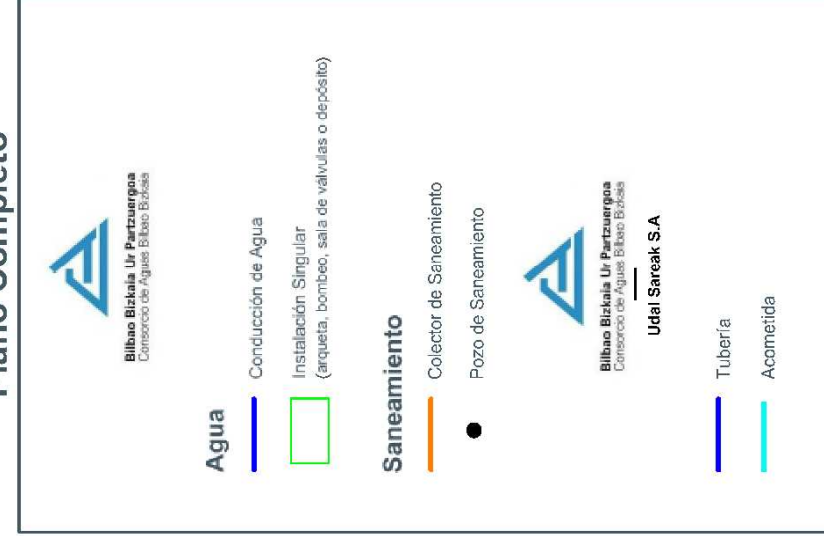 Plano Completo
Bilbao Bizkaia Ur Partzuergoa
Consorcio de Aguas Bilbao Bizkaia
Agua
Conducción de Agua
Instalación Singular
(arqueta, bombeo, sala de válvulas o depósito)
Saneamiento
Colector de Saneamiento
Pozo de Saneamiento
Bilbao Bizkaia Ur Partzuergoa
Consorcio de Aguas Bilbao Bizkaia
Udal Sareak S.A
Tubería
Acometida